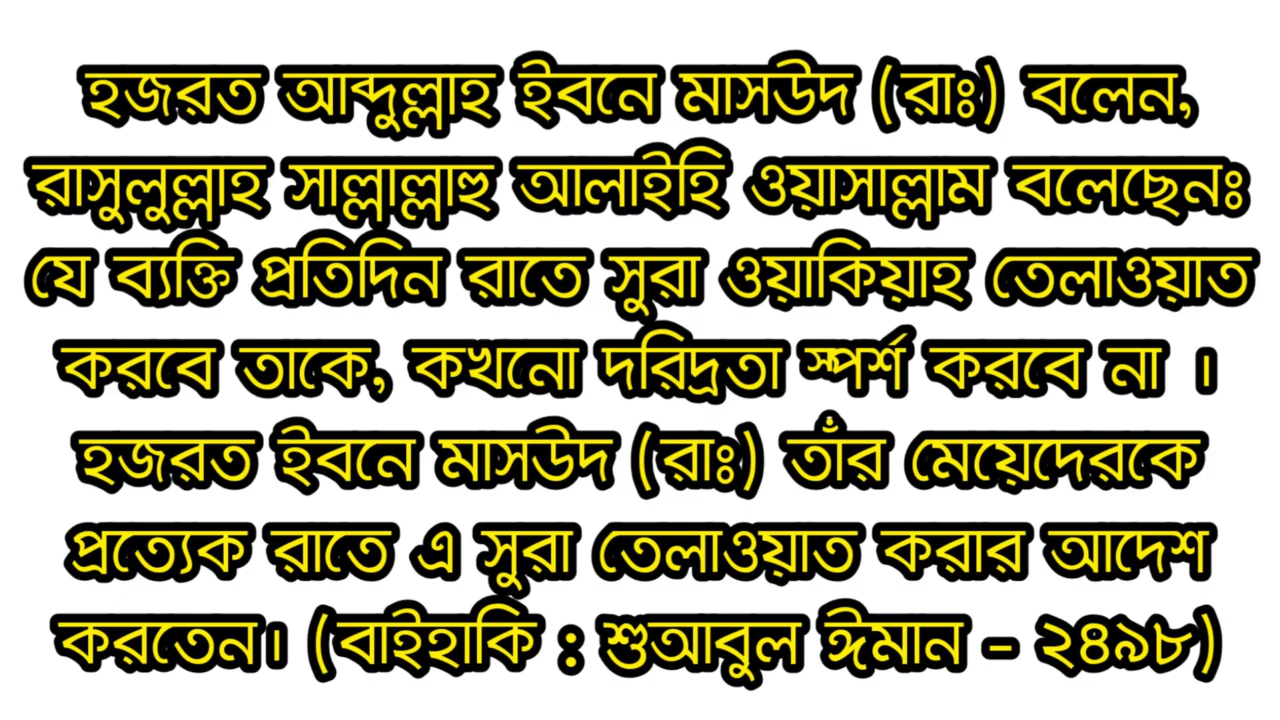 হজরত আব্দুল্লাহ ইবনে মাসউদ (রাঃ) বলেন,
রাসুলুল্লাহ সাল্লাল্লাহু আলাইহি ওয়াসাল্লাম বলেছেনঃ
যে ব্যক্তি প্রতিদিন রাতে সুরা ওয়াকিয়াহ তেলাওয়াত
করবে তাকে, কখনো দরিদ্রতা স্পর্শ করবে না ।
হজরত ইবনে মাসউদ (রাঃ) তাঁর মেয়েদেরকে
প্রত্যেক রাতে এ সুরা তেলাওয়াত করার আদেশ
করতেন। (বাইহাকি : শুআবুল ঈমান - ২৪৯৮)